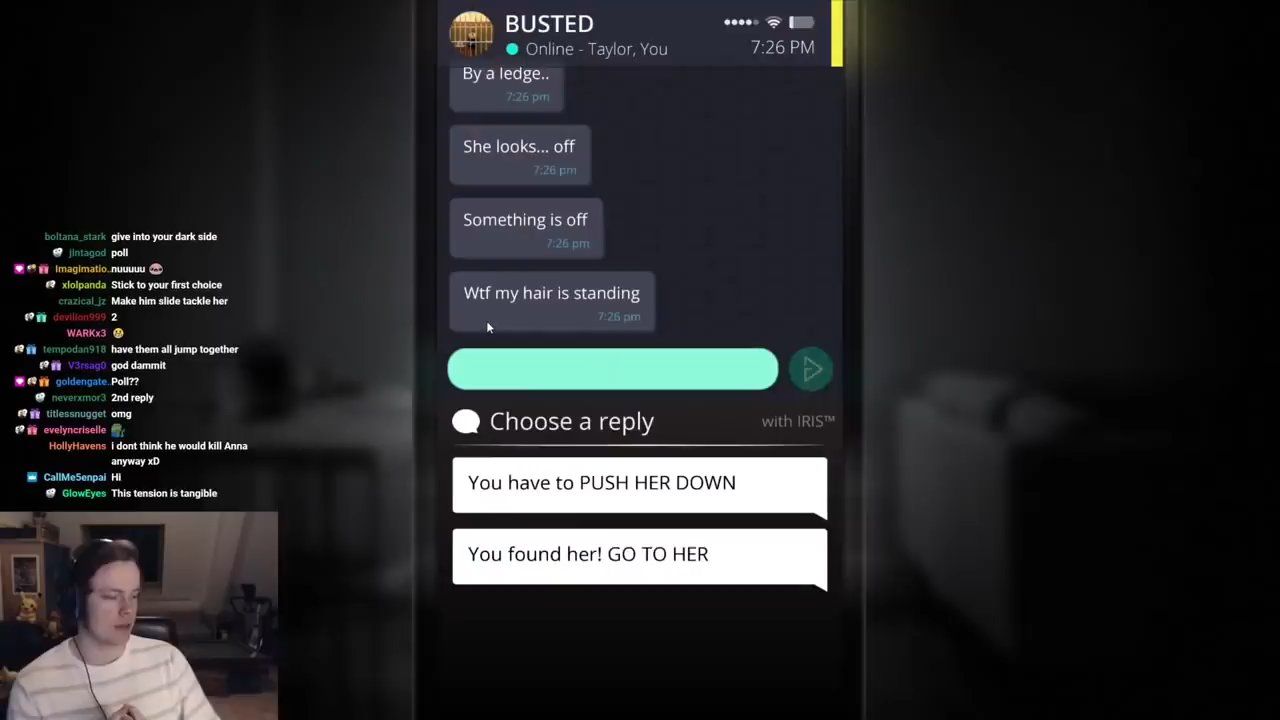 BUSTED
Online - Taylor, You
7:26 PM
By a ledge..
7:26 pm
She looks... off
7:26 pm
Something is off
7:26 pm
Wtf my hair is standing
7:26 pm
Choose a reply
with IRIS™
You have to PUSH HER DOWN
You found her! GO TO HER
boltana_stark give into your dark side
jintagod poll
Imaginatio.. nuuuuu
xlolpanda Stick to your first choice
crazical_jz Make him slide tackle her
devilion999 2
WARKx3
tempodan918 have them all jump together
V3rsag0 god dammit
goldengate.. Poll??
neverxmor3 2nd reply
titlessnugget omg
evelyncriselle
HollyHavens i dont think he would kill Anna
anyway xD
CallMe5enpai Hi
GlowEyes This tension is tangible